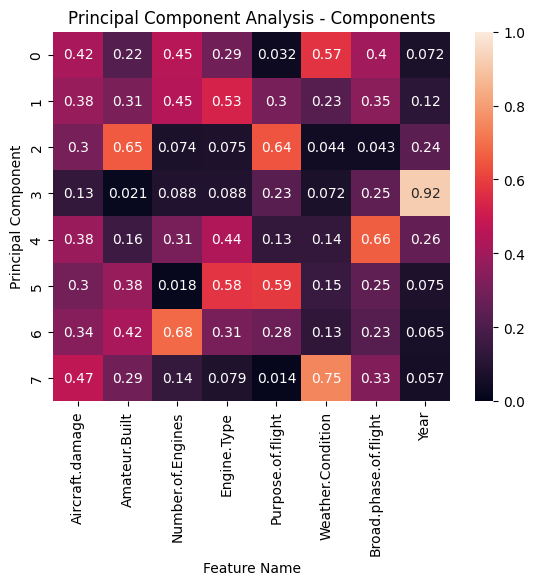 Principal Component Analysis - Components
Principal Component
0 0.42 0.22 0.45 0.29 0.032 0.57 0.4 0.072
1 0.38 0.31 0.45 0.53 0.3 0.23 0.35 0.12
2 0.3 0.65 0.074 0.075 0.64 0.044 0.043 0.24
3 0.13 0.021 0.088 0.088 0.23 0.072 0.25 0.92
4 0.38 0.16 0.31 0.44 0.13 0.14 0.66 0.26
5 0.3 0.38 0.018 0.58 0.59 0.15 0.25 0.075
6 0.34 0.42 0.68 0.31 0.28 0.13 0.23 0.065
7 0.47 0.29 0.14 0.079 0.014 0.75 0.33 0.057
Aircraft.damage
Amateur.Built
Number.of.Engines
Engine.Type
Purpose.of.flight
Weather.Condition
Broad.phase.of.flight
Year
Feature Name
1.0
0.8
0.6
0.4
0.2
0.0